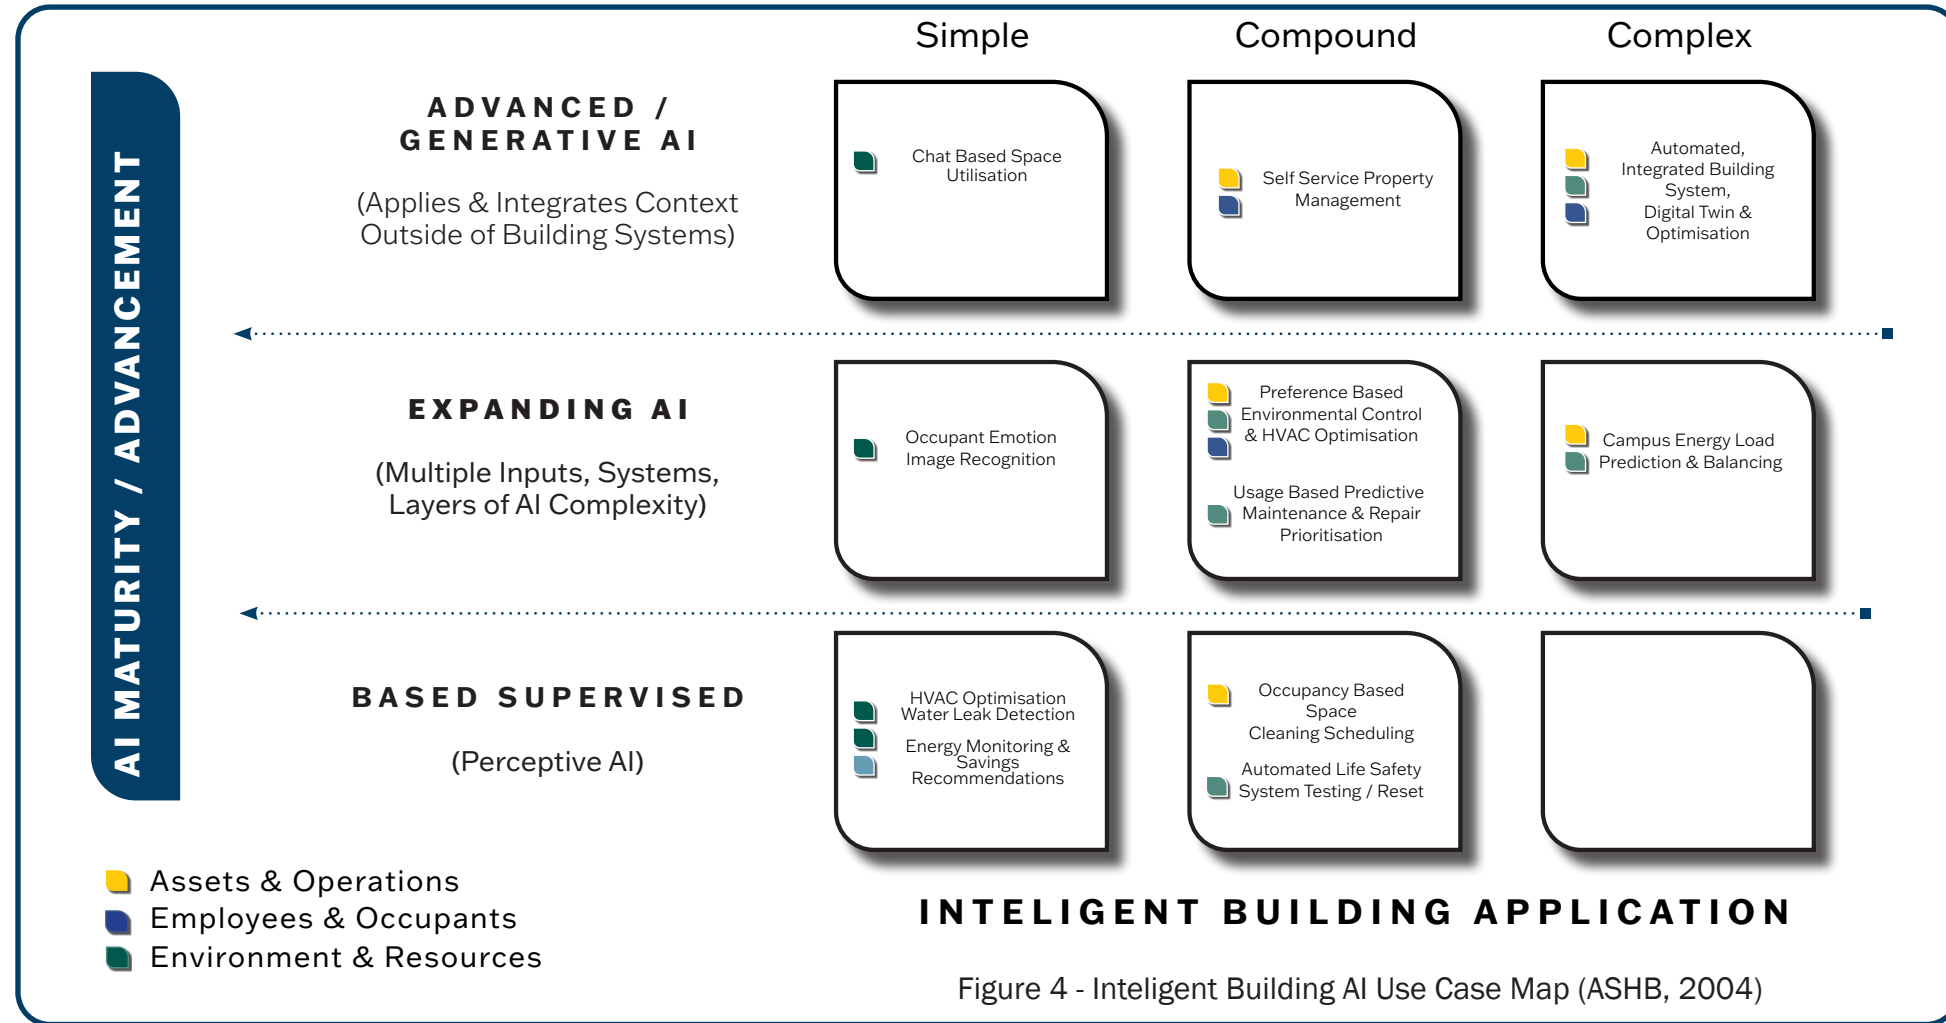 Simple
Compound
Complex
AI MATURITY / ADVANCEMENT
ADVANCED /
GENERATIVE AI
(Applies & Integrates Context
Outside of Building Systems)
Chat Based Space
Utilisation
Self Service Property
Management
Automated,
Integrated Building
System,
Digital Twin &
Optimisation
EXPANDING AI
(Multiple Inputs, Systems,
Layers of AI Complexity)
Occupant Emotion
Image Recognition
Preference Based
Environmental Control
& HVAC Optimisation
Usage Based Predictive
Maintenance & Repair
Prioritisation
Campus Energy Load
Prediction & Balancing
BASED SUPERVISED
(Perceptive AI)
HVAC Optimisation
Water Leak Detection
Energy Monitoring &
Savings
Recommendations
Occupancy Based
Space
Cleaning Scheduling
Automated Life Safety
System Testing / Reset
Assets & Operations
Employees & Occupants
Environment & Resources
INTELIGENT BUILDING APPLICATION
Figure 4 - Inteligent Building AI Use Case Map (ASHB, 2004)